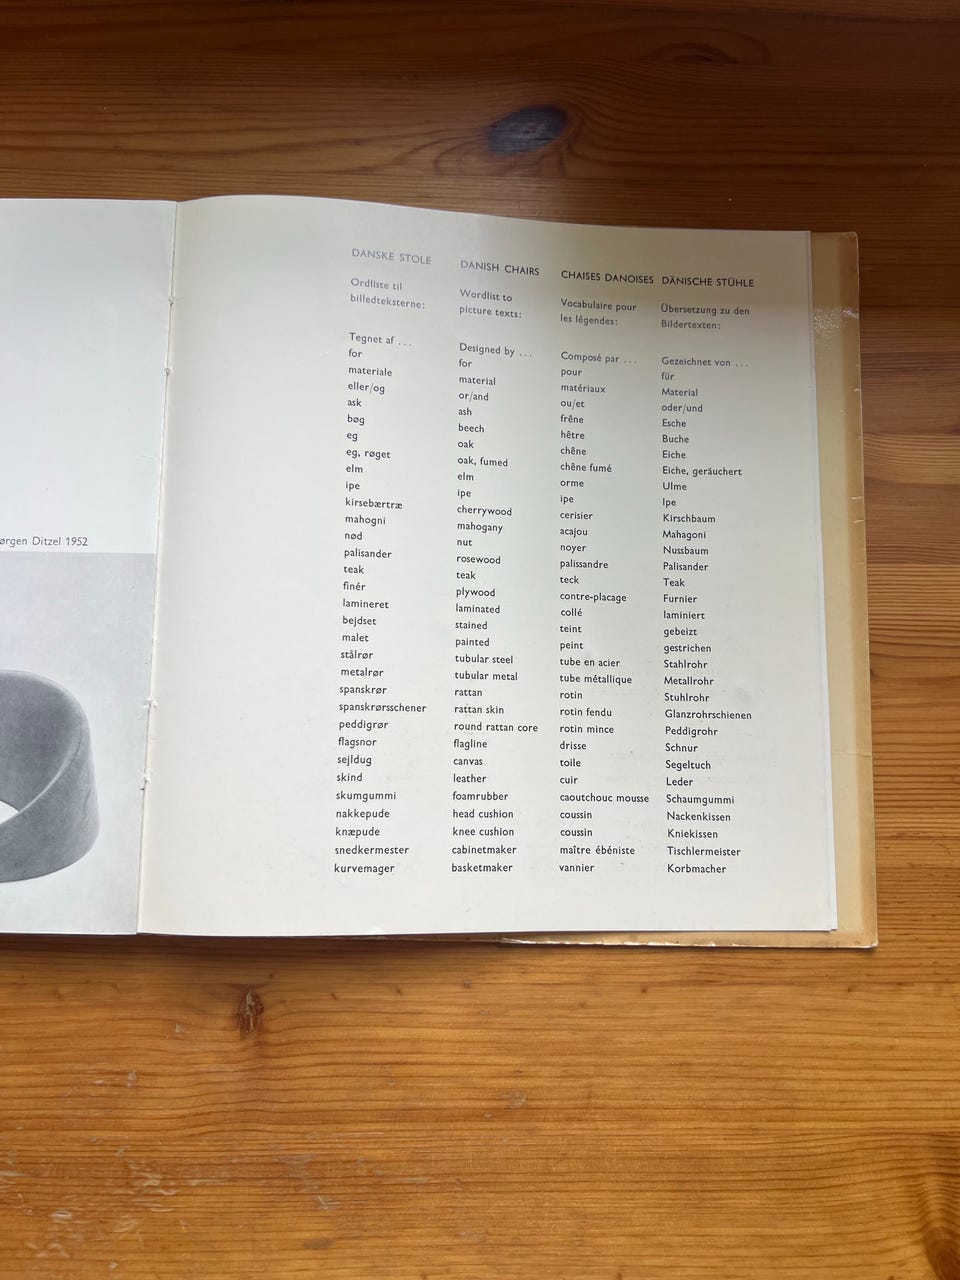 ørgen Ditzel 1952
DANSKE STOLE DANISH CHAIRS CHAISES DANOISES DÄNISCHE STÜHLE
Ordliste til Wordlist to Vocabulaire pour Übersetzung zu den
billedteksterne: picture texts: les légendes: Bildertexten:
Tegnet af ... Designed by ... Composé par ... Gezeichnet von ...
for for pour für
materiale material matériaux Material
eller/og or/and ou/et oder/und
ask ash frêne Esche
bøg beech hêtre Buche
eg oak chêne Eiche
eg, røget oak, fumed chêne fumé Eiche, geräuchert
elm elm orme Ulme
ipe ipe ipe Ipe
kirsebærtræ cherrywood cerisier Kirschbaum
mahogni mahogany acajou Mahagoni
nød nut noyer Nussbaum
palisander rosewood palissandre Palisander
teak teak teck Teak
finér plywood contre-placage Furnier
lamineret laminated collé laminiert
bejdset stained teint gebeizt
malet painted peint gestrichen
stålrør tubular steel tube en acier Stahlrohr
metalrør tubular metal tube métallique Metallrohr
spanskrør rattan rotin Stuhlrohr
spanskrørsschener rattan skin rotin fendu Glanzrohrschienen
peddigrør round rattan core rotin mince Peddigrohr
flagsnor flagline drisse Schnur
sejldug canvas toile Segeltuch
skind leather cuir Leder
skumgummi foamrubber caoutchouc mousse Schaumgummi
nakkepude head cushion coussin Nackenkissen
knæpude knee cushion coussin Kniekissen
snedkermester cabinetmaker maître ébéniste Tischlermeister
kurvemager basketmaker vannier Korbmacher